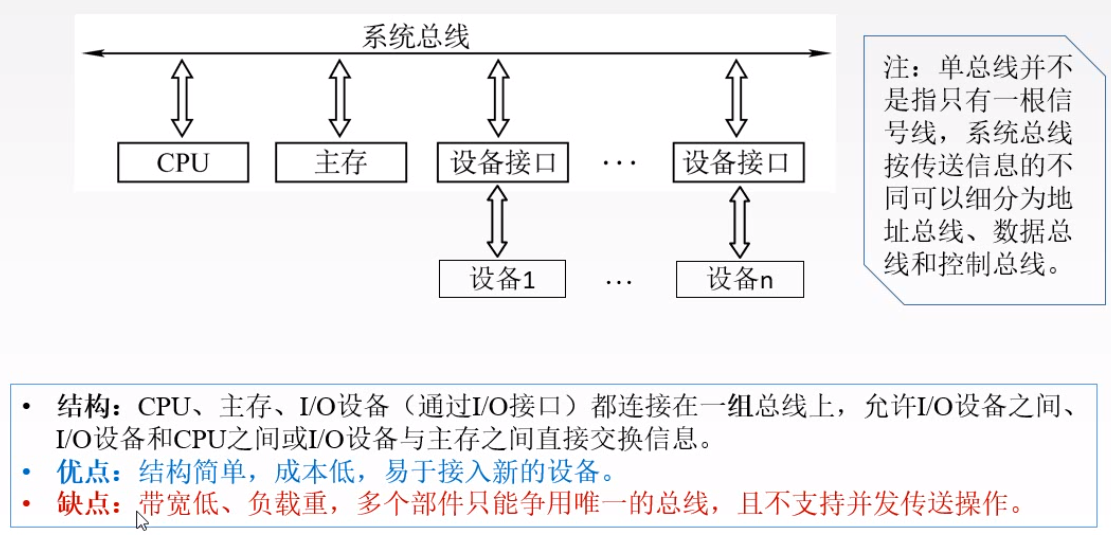 系统总线
CPU
主存
设备接口
···
设备接口
设备1
···
设备n
注：单总线并不
是指只有一根信
号线，系统总线
按传送信息的不
同可以细分为地
址总线、数据总
线和控制总线。
• 结构：CPU、主存、I/O设备（通过I/O接口）都连接在一组总线上，允许I/O设备之间、
I/O设备和CPU之间或I/O设备与主存之间直接交换信息。
• 优点：结构简单，成本低，易于接入新的设备。
• 缺点：带宽低、负载重，多个部件只能争用唯一的总线，且不支持并发传送操作。